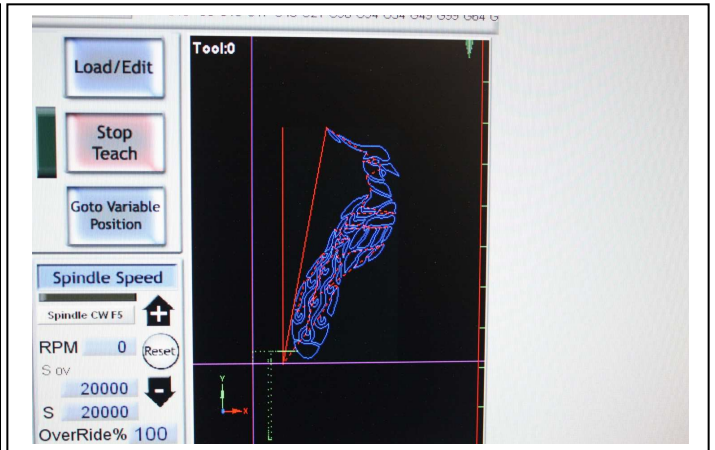 Tool:0
Load/Edit
Stop
Teach
Goto Variable
Position
Spindle Speed
Spindle CW F5
+
RPM 0 Reset
S ov
20000
-
S 20000
OverRide% 100
Y
X